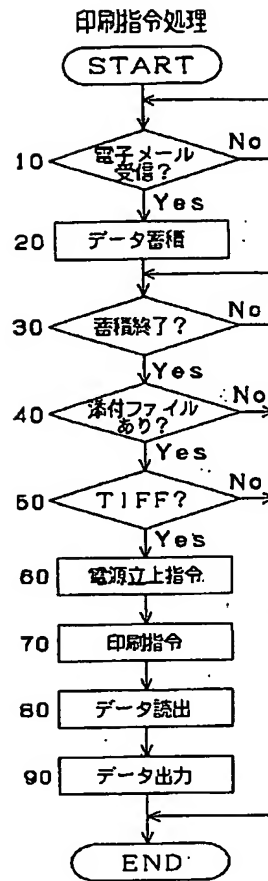 印刷指令処理
START
10 電子メール
受信? No
Yes
20 データ蓄積
30 蓄積終了? No
Yes
40 添付ファイル
あり? No
Yes
50 TIFF? No
Yes
60 電源立上指令
70 印刷指令
80 データ読出
90 データ出力
END